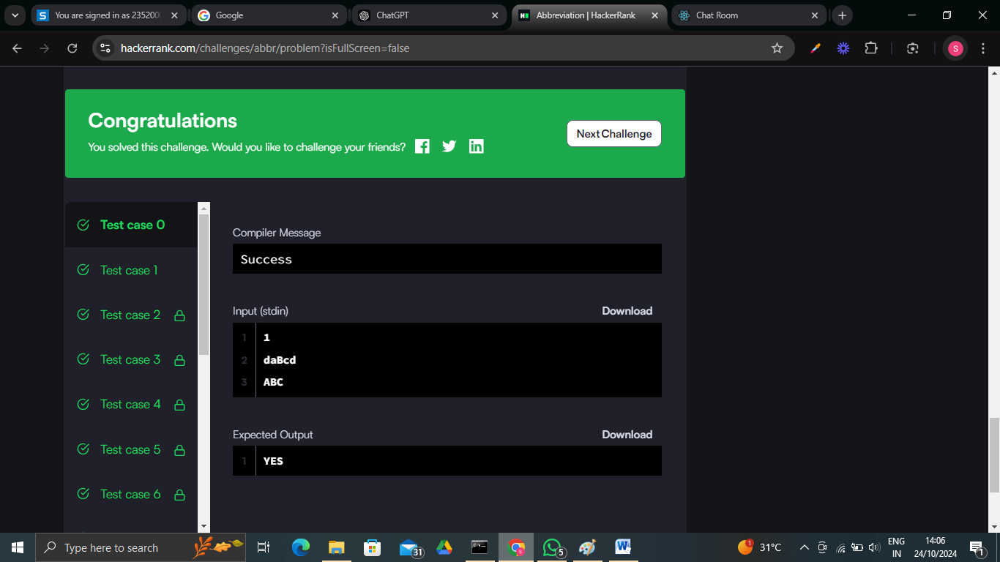 You are signed in as 235200
Google
ChatGPT
Abbreviation | HackerRank
Chat Room
hackerrank.com/challenges/abbr/problem?isFullScreen=false
S
Congratulations
You solved this challenge. Would you like to challenge your friends?
Next Challenge
Test case 0
Test case 1
Test case 2
Test case 3
Test case 4
Test case 5
Test case 6
Compiler Message
Success
Input (stdin)
Download
1 1
2 daBcd
3 ABC
Expected Output
Download
1 YES
Type here to search
31
5
1
31°C
ENG
IN
14:06
24/10/2024
1